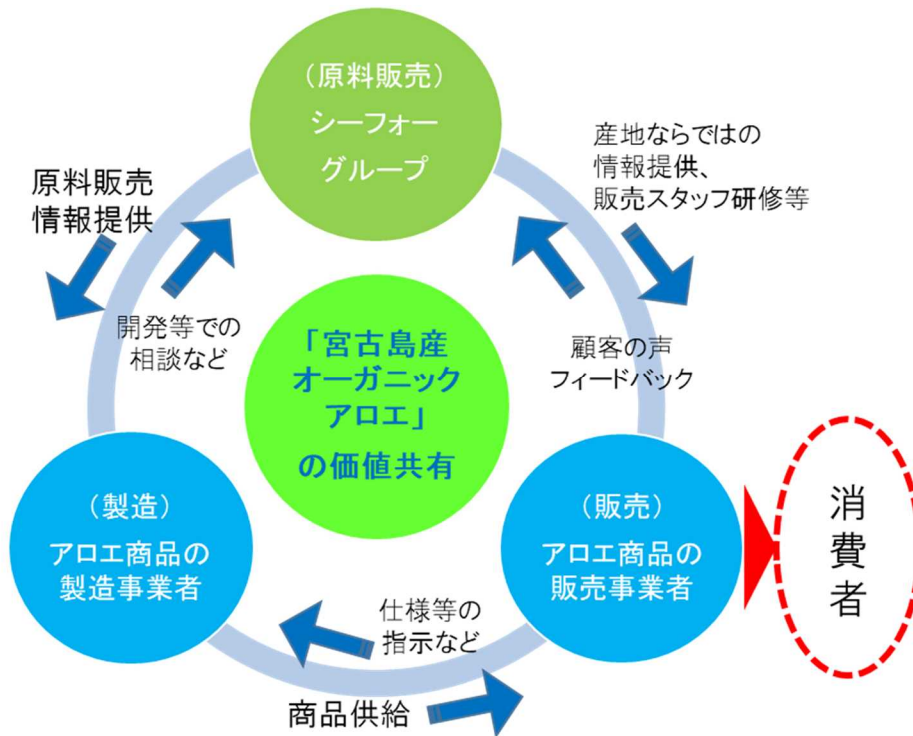 （原料販売）
シーフォー
グループ
産地ならではの
情報提供、
販売スタッフ研修等
原料販売
情報提供
開発等での
相談など
「宮古島産
オーガニック
アロエ」
の価値共有
顧客の声
フィードバック
（製造）
アロエ商品の
製造事業者
（販売）
アロエ商品の
販売事業者
消費者
仕様等の
指示など
商品供給